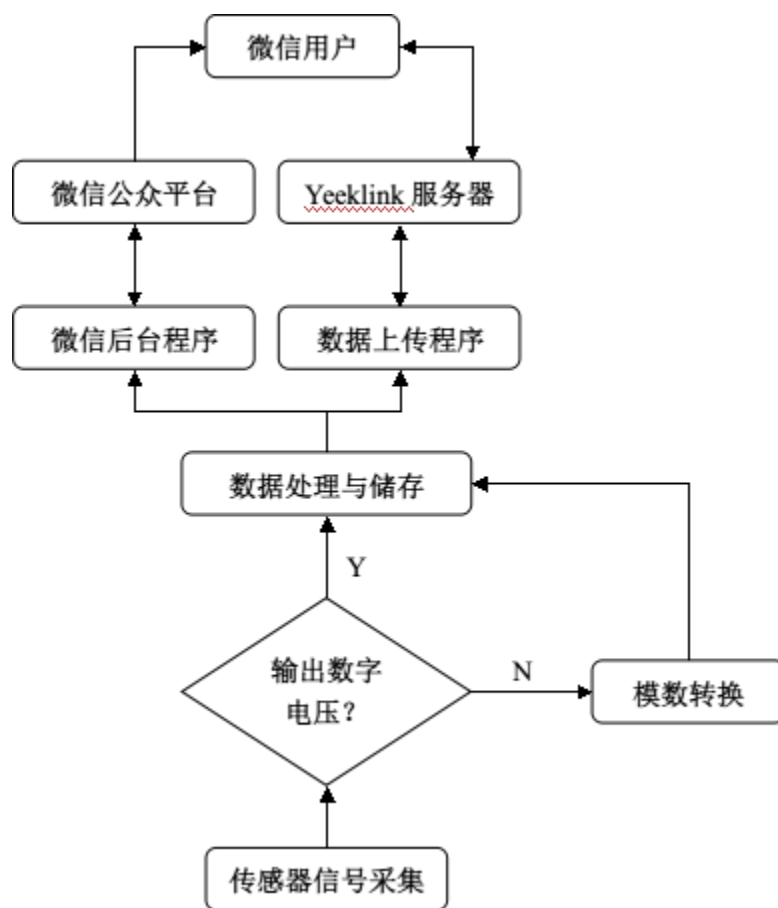 微信用户
微信公众平台
Yeeklink 服务器
微信后台程序
数据上传程序
数据处理与储存
Y
输出数字
电压？
N
模数转换
传感器信号采集